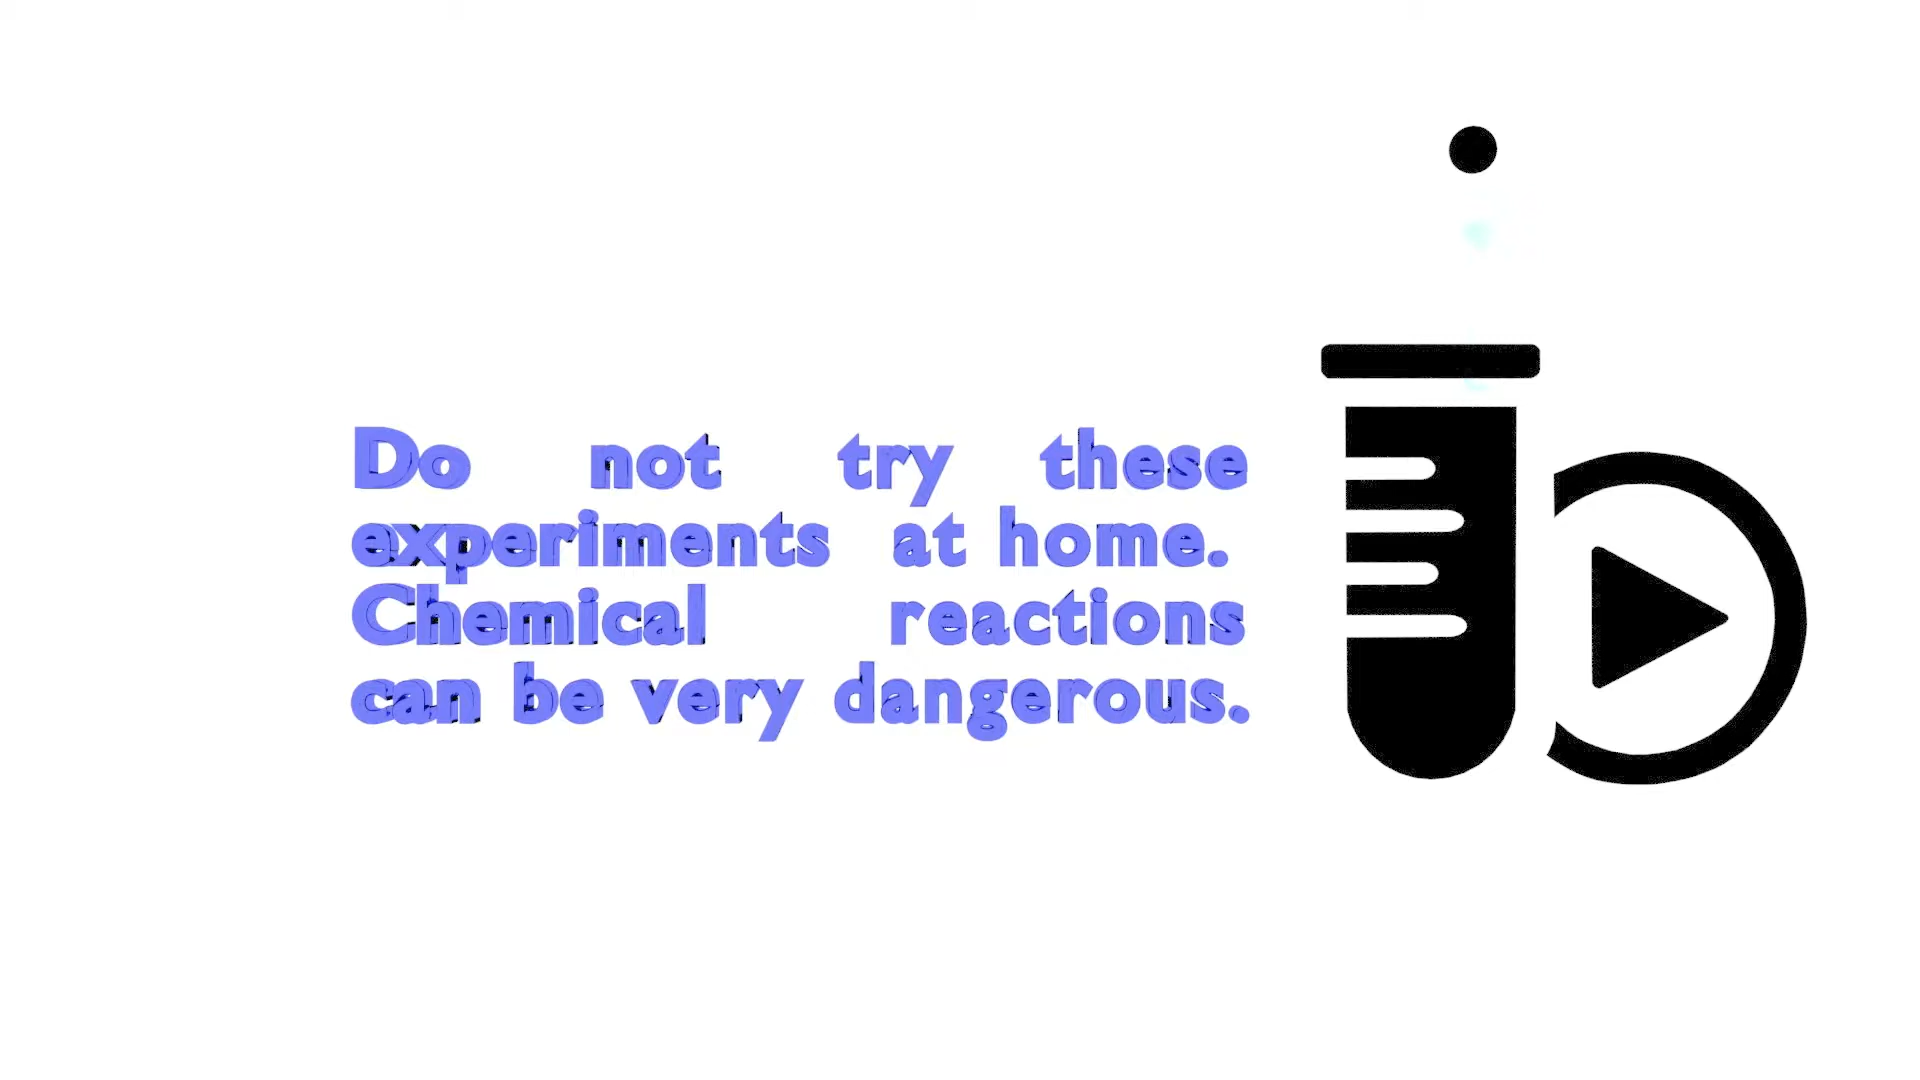 Do not try these
experiments at home.
Chemical reactions
can be very dangerous.